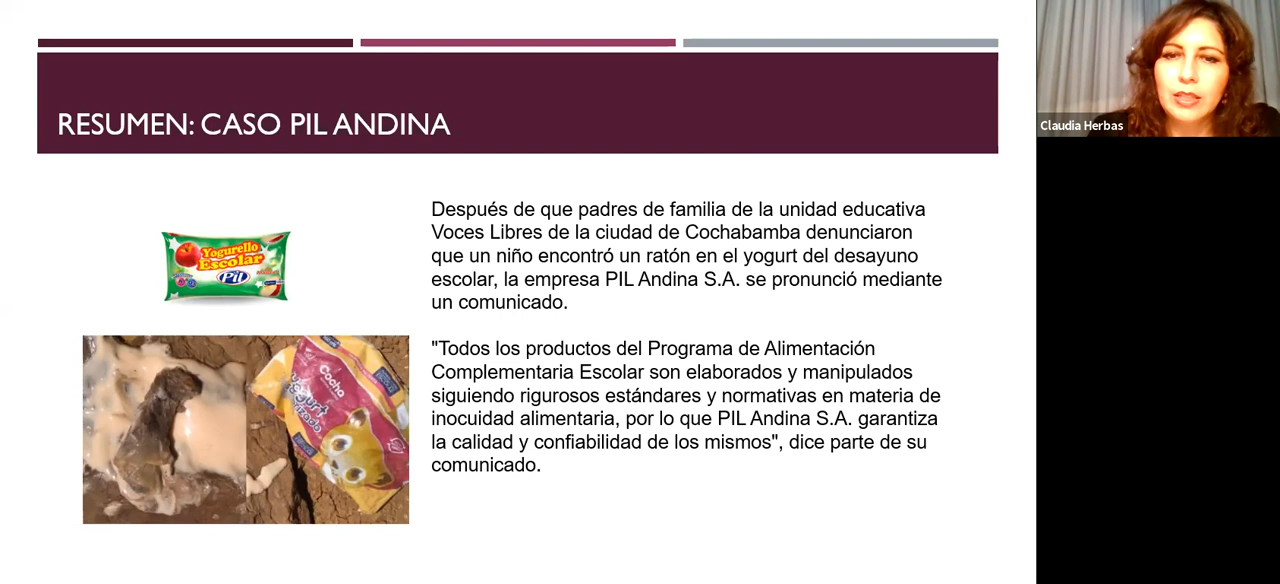 RESUMEN: CASO PIL ANDINA
Claudia Herbas
Yogurello
Escolar
Pil
Después de que padres de familia de la unidad educativa
Voces Libres de la ciudad de Cochabamba denunciaron
que un niño encontró un ratón en el yogurt del desayuno
escolar, la empresa PIL Andina S.A. se pronunció mediante
un comunicado.
"Todos los productos del Programa de Alimentación
Complementaria Escolar son elaborados y manipulados
siguiendo rigurosos estándares y normativas en materia de
inocuidad alimentaria, por lo que PIL Andina S.A. garantiza
la calidad y confiabilidad de los mismos", dice parte de su
comunicado.
Cocha